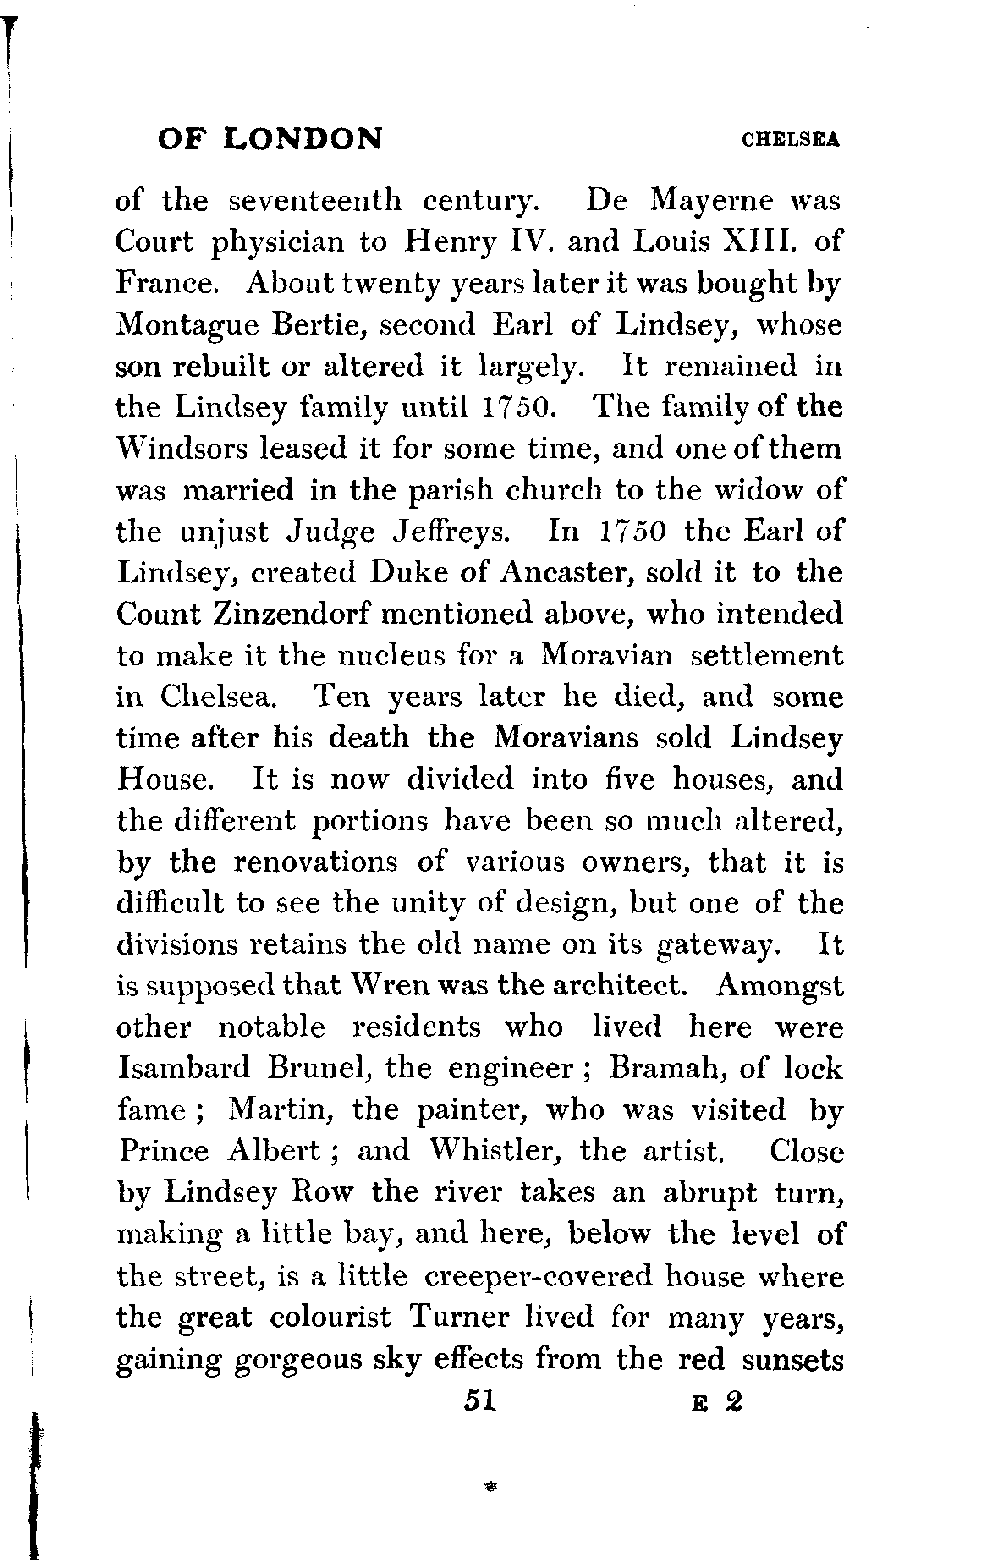 OF LONDON CHELSEA
of the seventeenth century. De Mayerne was
Court physician to Henry IV. and Louis XIII. of
France. About twenty years later it was bought by
Montague Bertie, second Earl of Lindsey, whose
son rebuilt or altered it largely. It remained in
the Lindsey family until 1750. The family of the
Windsors leased it for some time, and one of them
was married in the parish church to the widow of
the unjust Judge Jeffreys. In 1750 the Earl of
Lindsey, created Duke of Ancaster, sold it to the
Count Zinzendorf mentioned above, who intended
to make it the nucleus for a Moravian settlement
in Chelsea. Ten years later he died, and some
time after his death the Moravians sold Lindsey
House. It is now divided into five houses, and
the different portions have been so much altered,
by the renovations of various owners, that it is
difficult to see the unity of design, but one of the
divisions retains the old name on its gateway. It
is supposed that Wren was the architect. Amongst
other notable residents who lived here were
Isambard Brunel, the engineer ; Bramah, of lock
fame ; Martin, the painter, who was visited by
Prince Albert ; and Whistler, the artist. Close
by Lindsey Row the river takes an abrupt turn,
making a little bay, and here, below the level of
the street, is a little creeper-covered house where
the great colourist Turner lived for many years,
gaining gorgeous sky effects from the red sunsets
51 E 2